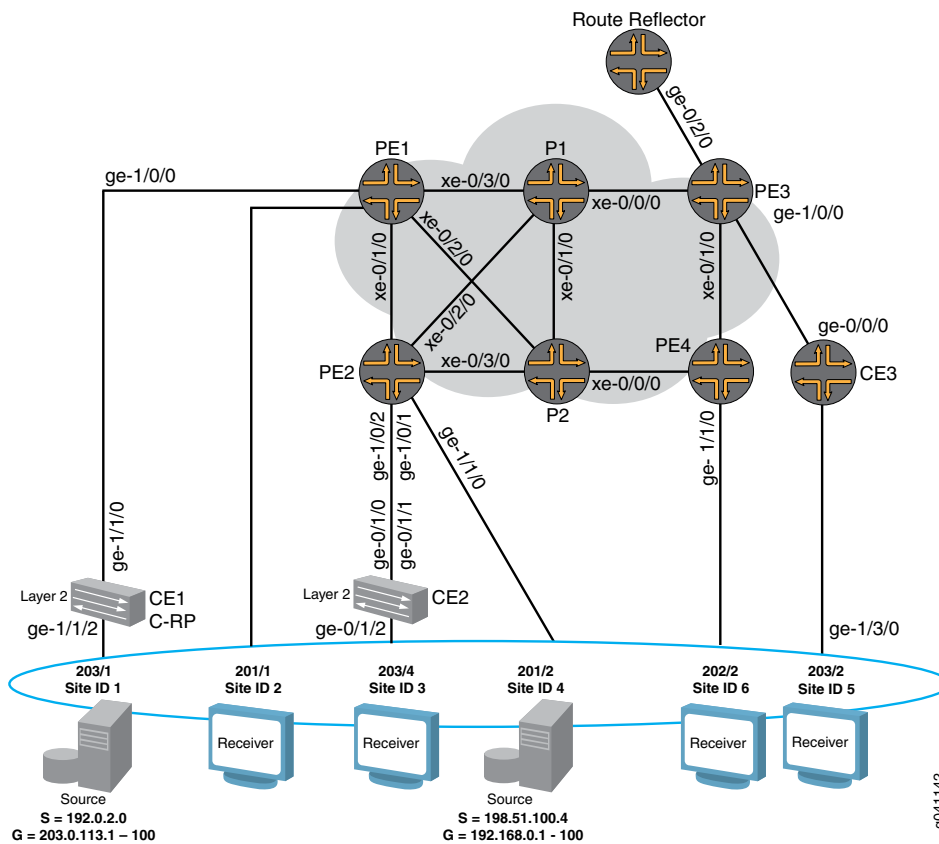 Route Reflector
ge-0/2/0
PE1
P1
PE3
ge-1/0/0
xe-0/3/0
xe-0/0/0
ge-1/0/0
xe-0/1/0
xe-0/2/0
xe-0/2/0
xe-0/1/0
xe-0/1/0
ge-0/0/0
PE2
xe-0/3/0
P2
xe-0/0/0
PE4
CE3
ge-1/0/2
ge-1/0/1
ge-1/1/0
ge- 1/1/0
ge-1/1/0
ge-0/1/0
ge-0/1/1
Layer 2
CE1
C-RP
Layer 2
CE2
ge-1/1/2
ge-0/1/2
ge-1/3/0
203/1
Site ID 1
201/1
Site ID 2
203/4
Site ID 3
201/2
Site ID 4
202/2
Site ID 6
203/2
Site ID 5
Receiver
Receiver
Receiver
Receiver
Source
S = 192.0.2.0
G = 203.0.113.1 – 100
Source
S = 198.51.100.4
G = 192.168.0.1 - 100
g041142